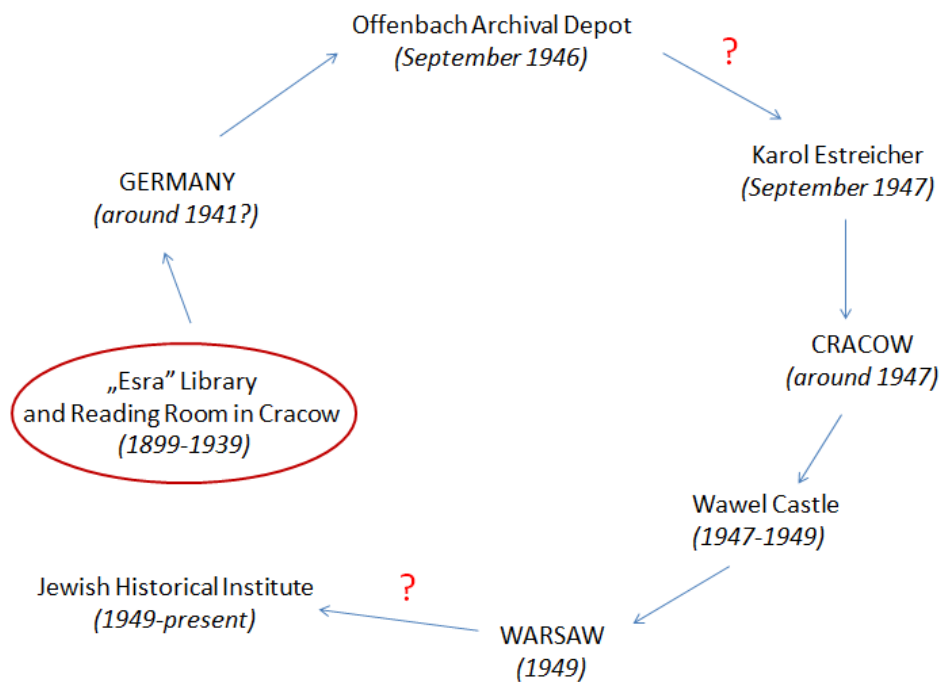 Offenbach Archival Depot
(September 1946)
?
Karol Estreicher
(September 1947)
GERMANY
(around 1941?)
CRACOW
(around 1947)
„Esra” Library
and Reading Room in Cracow
(1899-1939)
Wawel Castle
(1947-1949)
Jewish Historical Institute
(1949-present)
?
WARSAW
(1949)